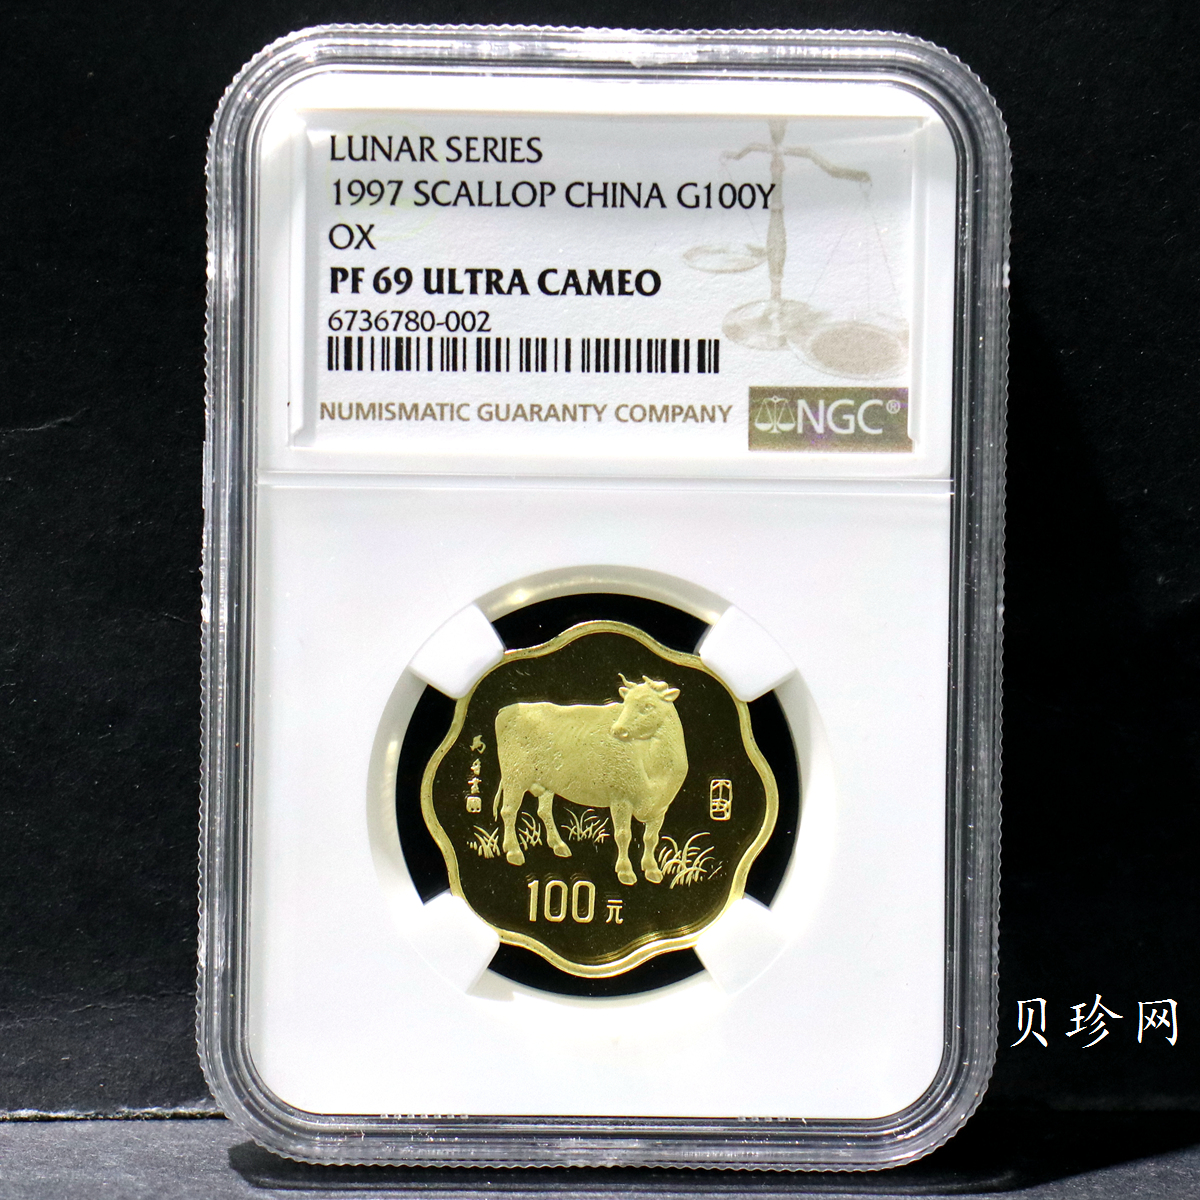 LUNAR SERIES
1997 SCALLOP CHINA G100Y
OX
PF 69 ULTRA CAMEO
6736780-002
NUMISMATIC GUARANTY COMPANY
NGC®
100元
贝珍网